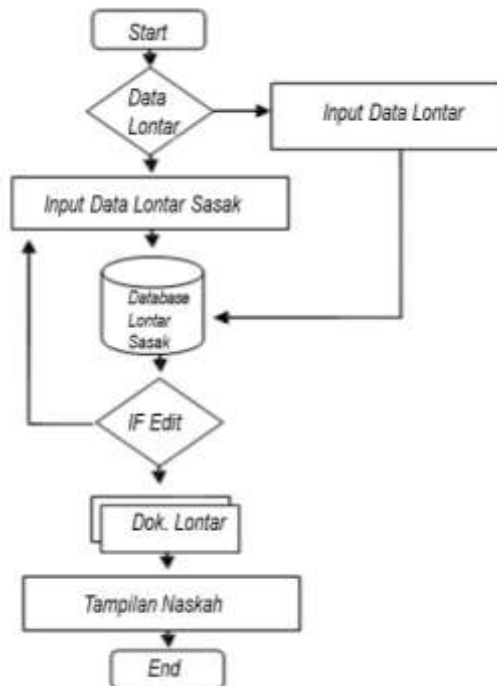 Start
Data
Lontar
Input Data Lontar
Input Data Lontar Sasak
Database
Lontar
Sasak
IF Edit
Dok. Lontar
Tampilan Naskah
End